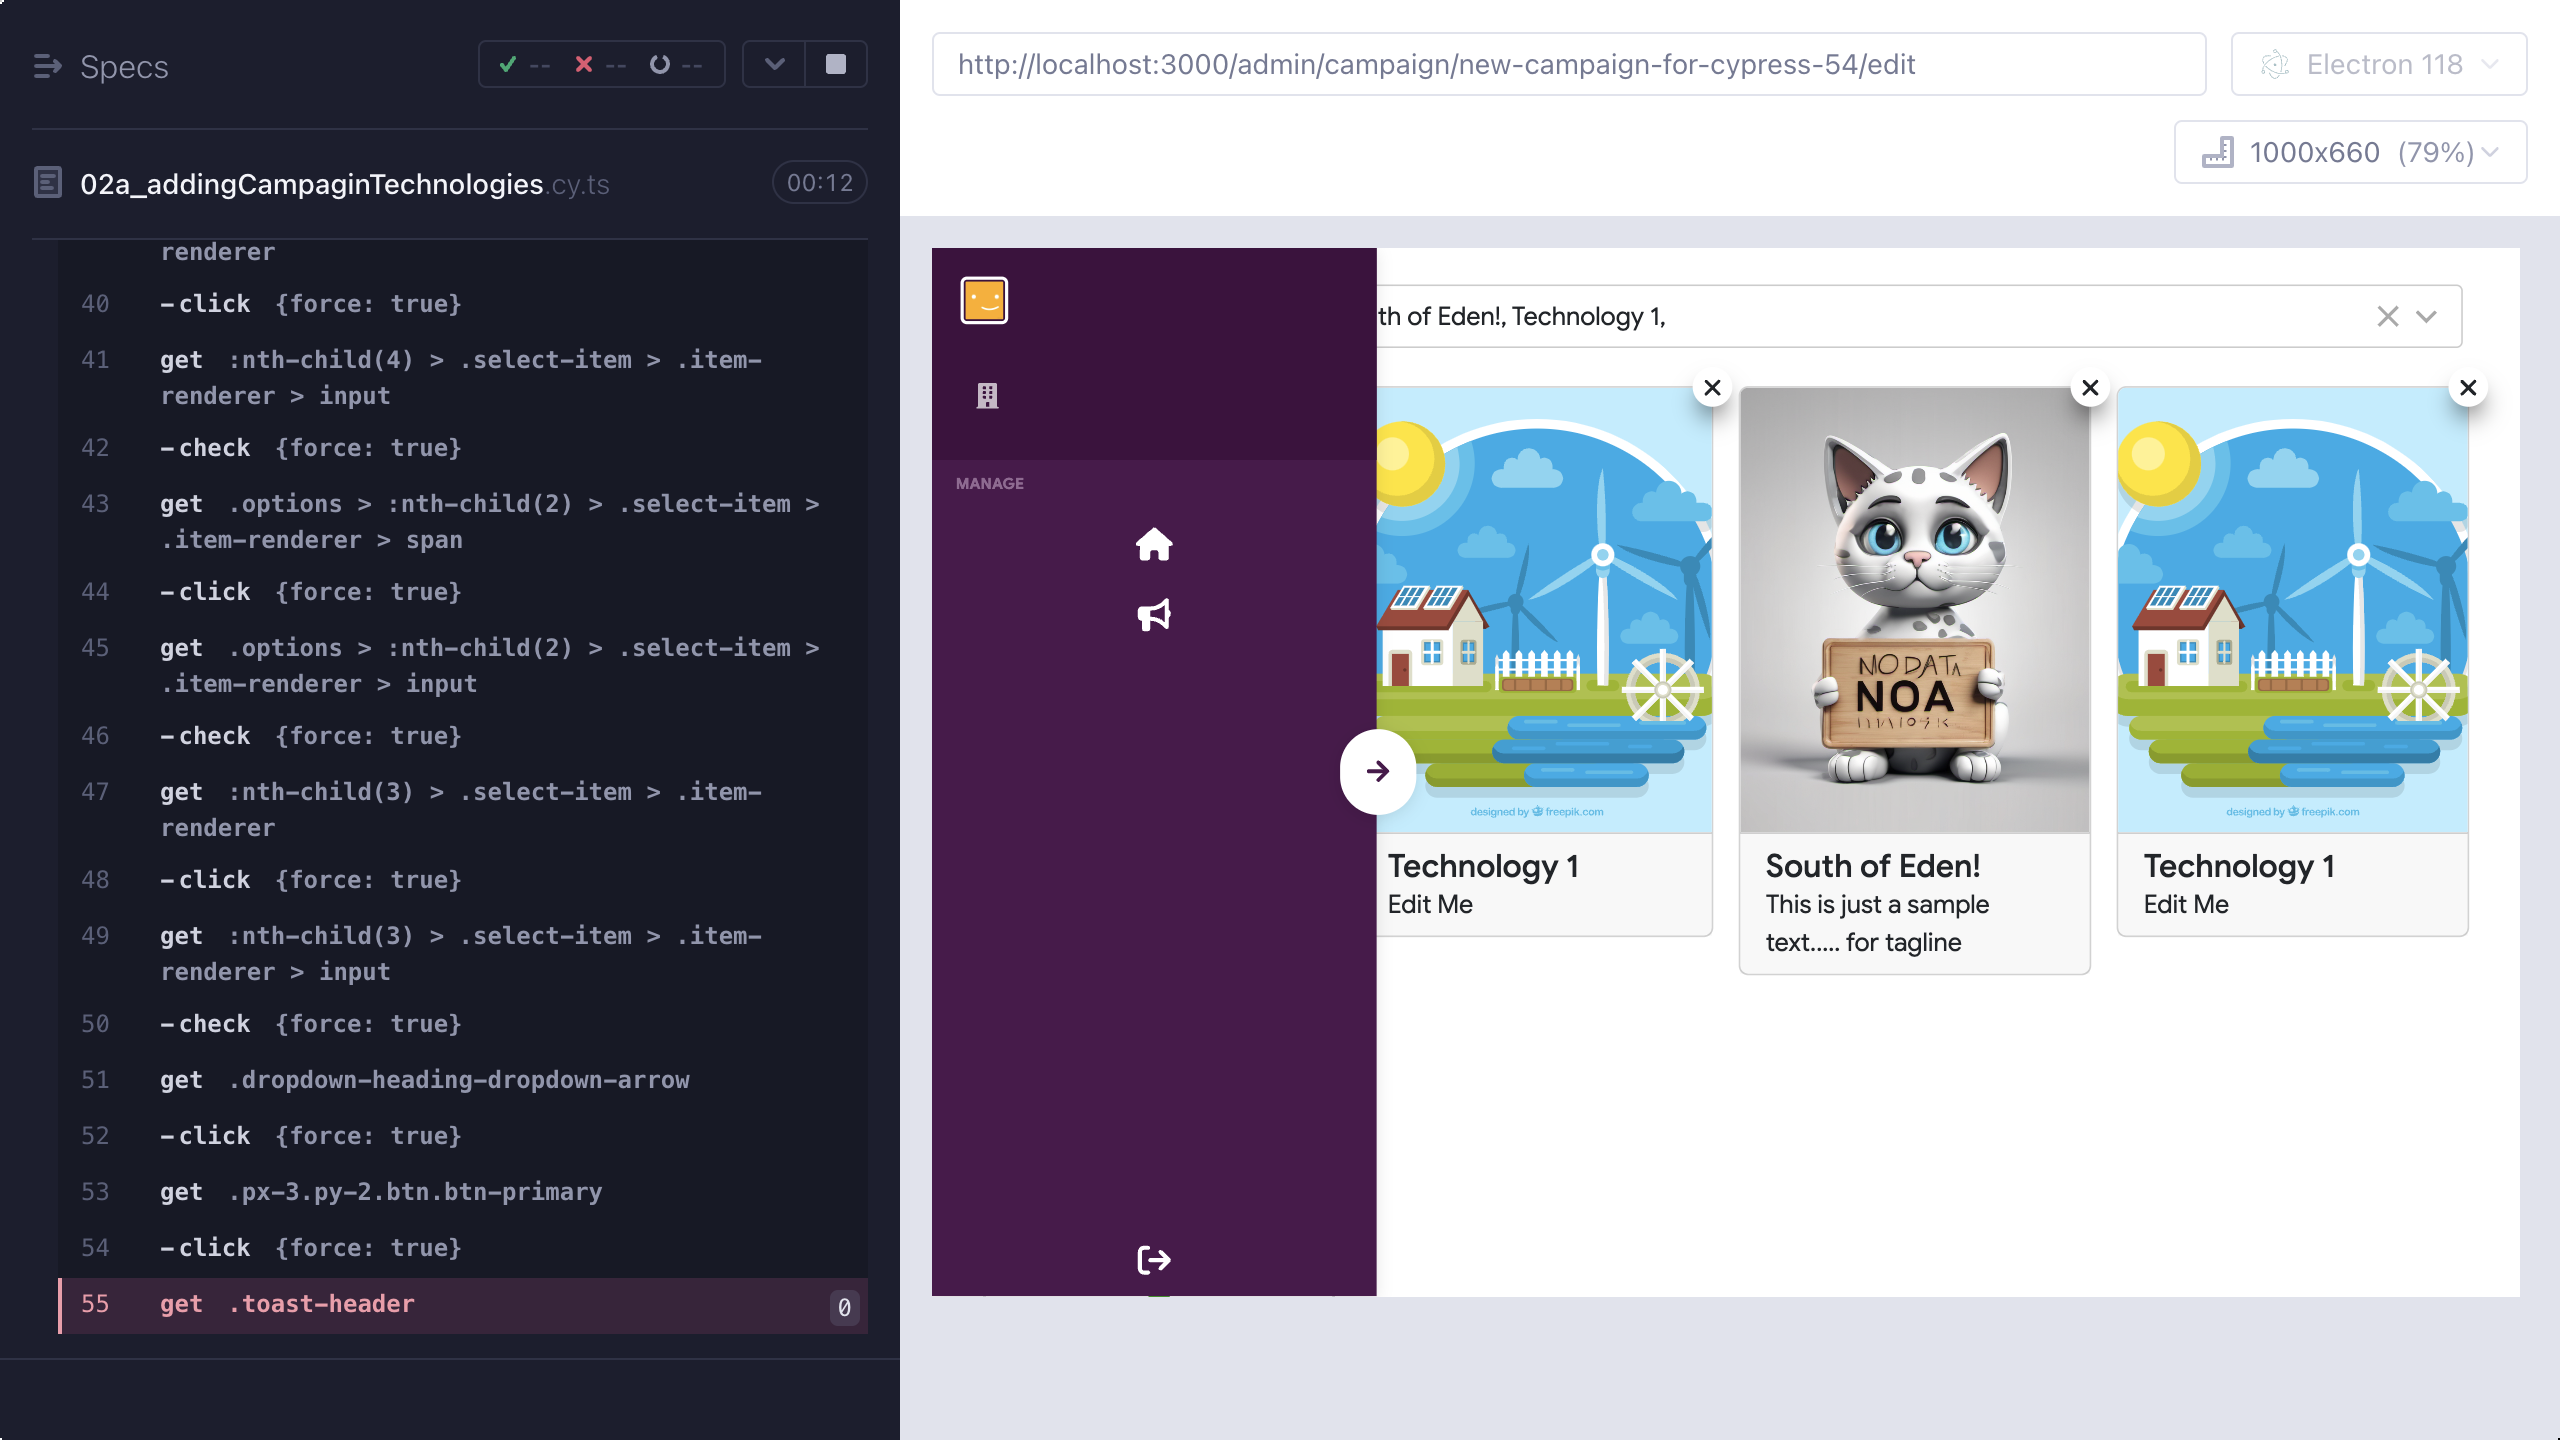 Specs
--
--
--
02a_addingCampaginTechnologies.cy.ts
00:12
renderer
40 -click {force: true}
41 get :nth-child(4) > .select-item > .item-
renderer > input
42 -check {force: true}
43 get .options > :nth-child(2) > .select-item >
.item-renderer > span
44 -click {force: true}
45 get .options > :nth-child(2) > .select-item >
.item-renderer > input
46 -check {force: true}
47 get :nth-child(3) > .select-item > .item-
renderer
48 -click {force: true}
49 get :nth-child(3) > .select-item > .item-
renderer > input
50 -check {force: true}
51 get .dropdown-heading-dropdown-arrow
52 -click {force: true}
53 get .px-3.py-2.btn.btn-primary
54 -click {force: true}
55 get .toast-header 0
http://localhost:3000/admin/campaign/new-campaign-for-cypress-54/edit
Electron 118
1000x660 (79%)
MANAGE
th of Eden!, Technology 1,
designed by freepik.com
Technology 1
Edit Me
NO DATA
NOA
South of Eden!
This is just a sample
text..... for tagline
designed by freepik.com
Technology 1
Edit Me